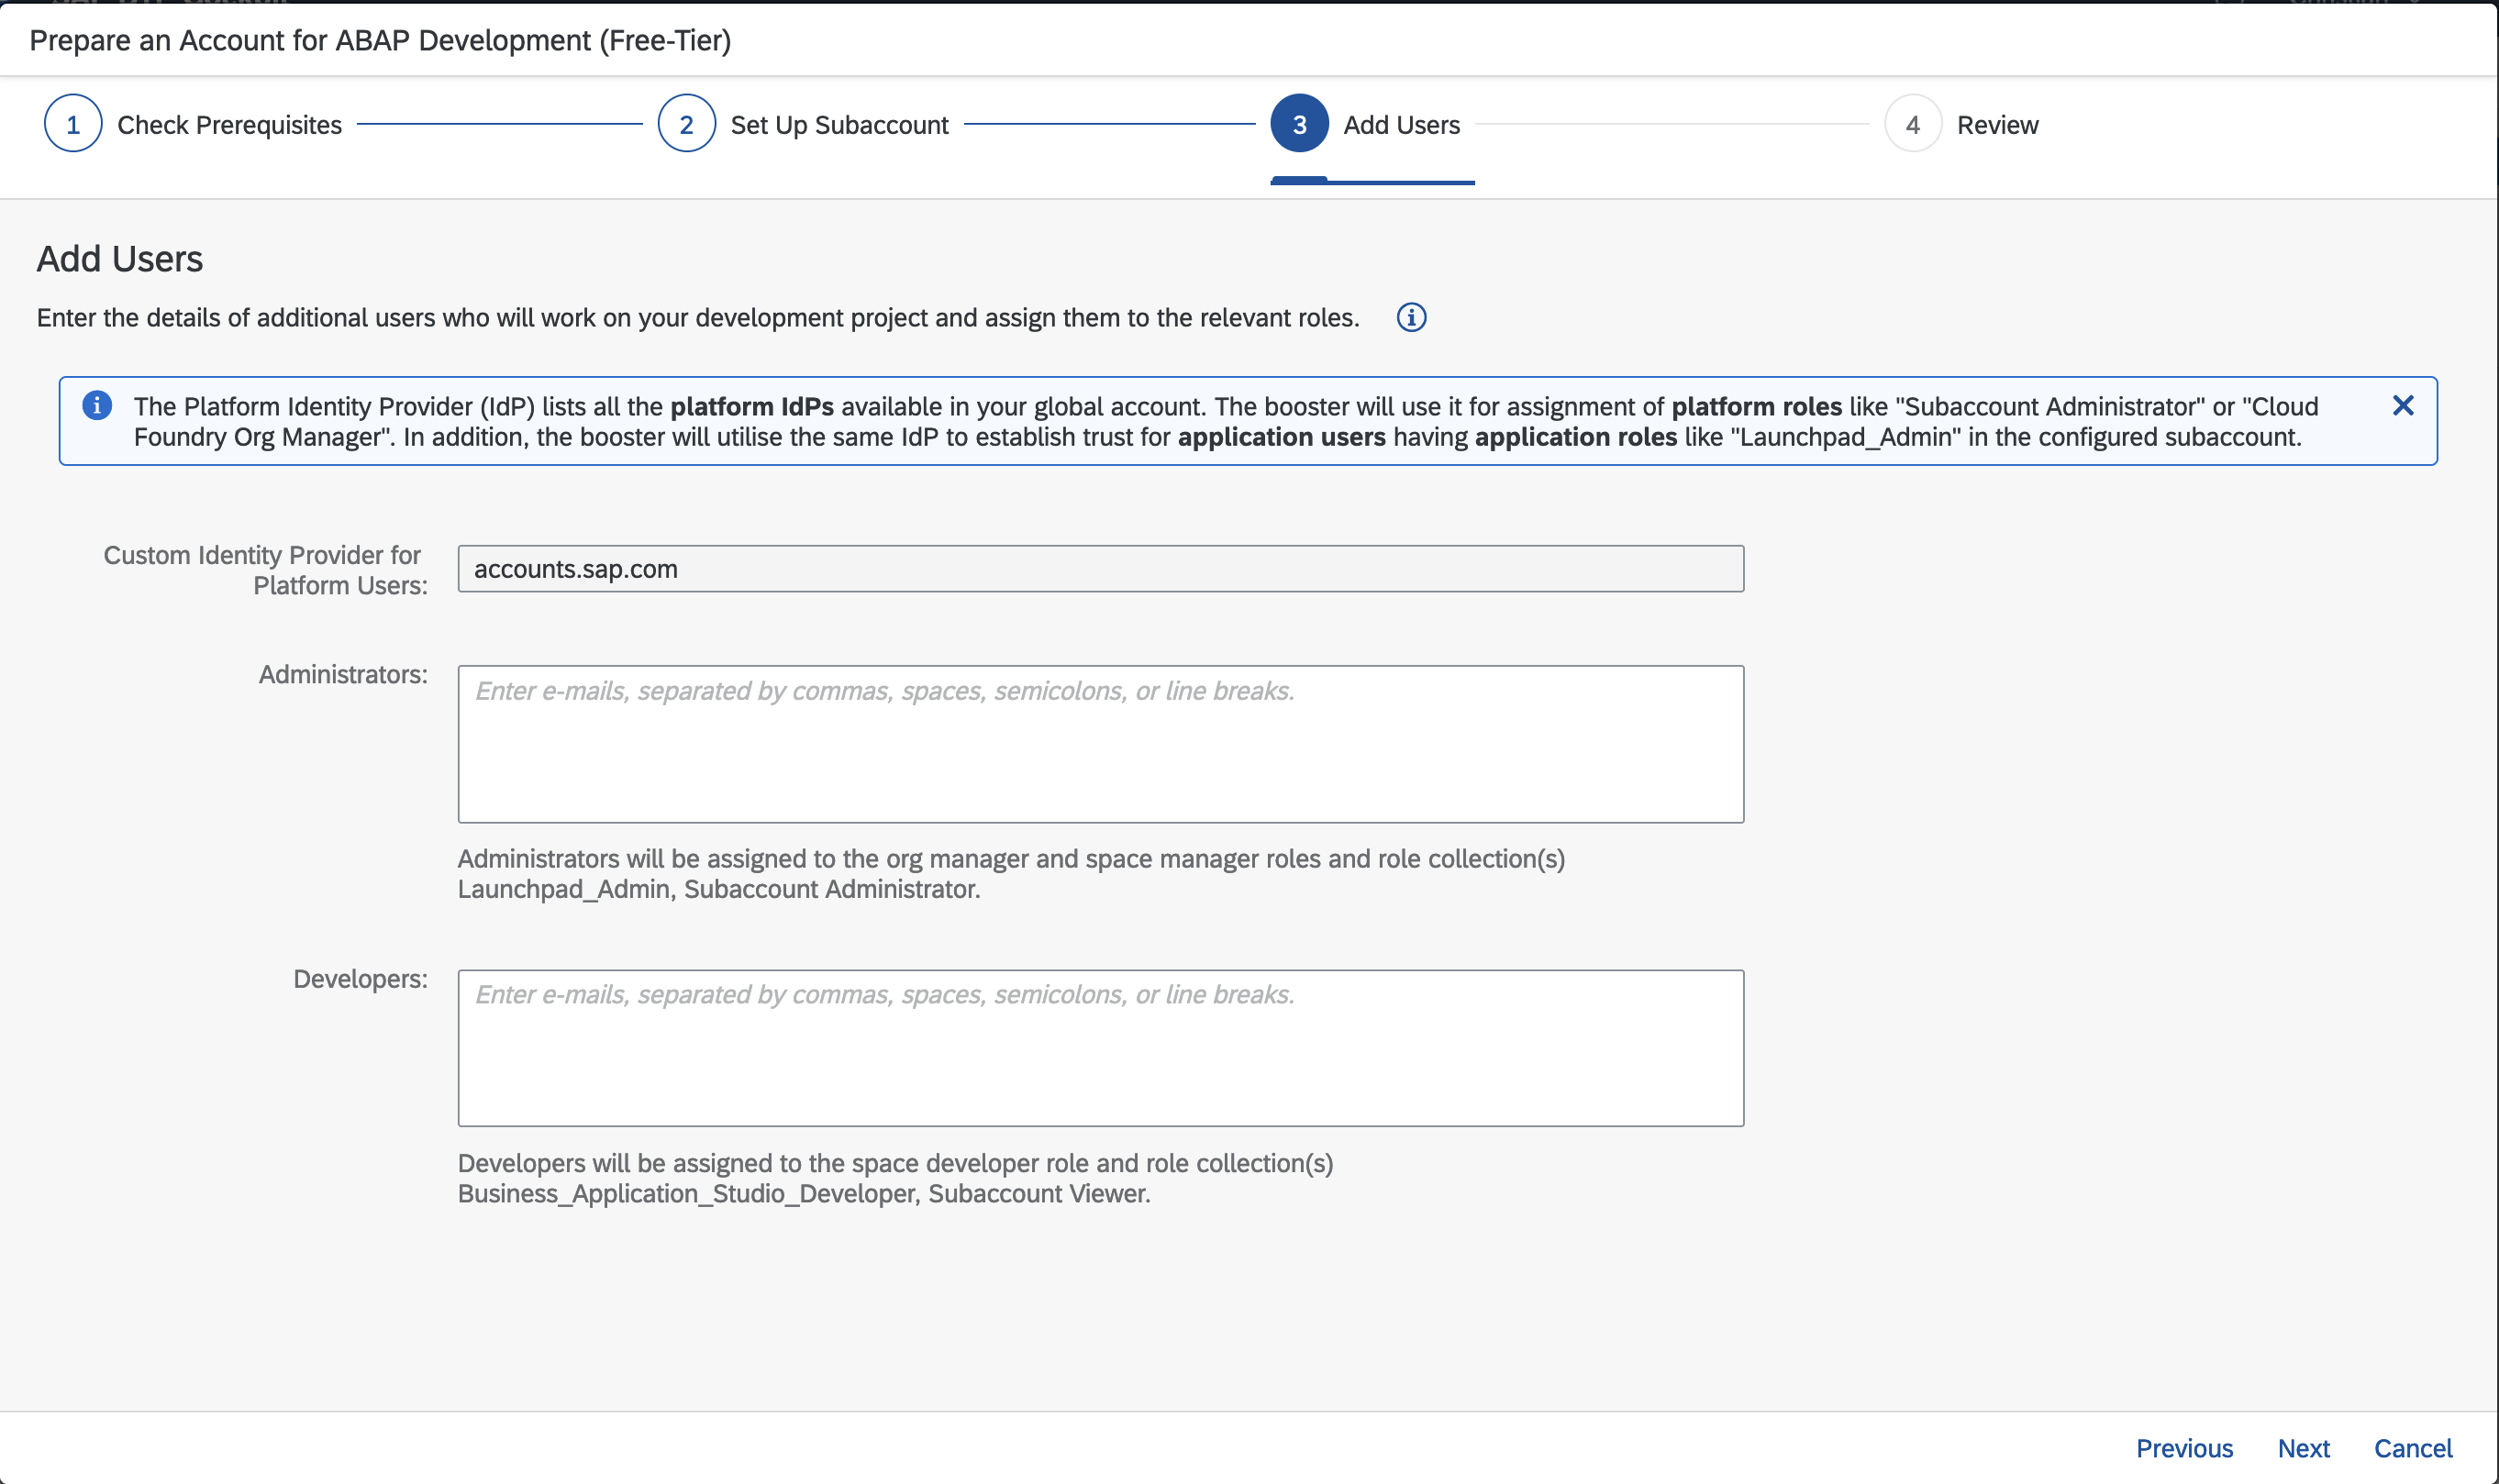 Prepare an Account for ABAP Development (Free-Tier)
1 Check Prerequisites
2 Set Up Subaccount
3 Add Users
4 Review
Add Users
Enter the details of additional users who will work on your development project and assign them to the relevant roles.
The Platform Identity Provider (IdP) lists all the platform IdPs available in your global account. The booster will use it for assignment of platform roles like "Subaccount Administrator" or "Cloud
Foundry Org Manager". In addition, the booster will utilise the same IdP to establish trust for application users having application roles like "Launchpad_Admin" in the configured subaccount.
Custom Identity Provider for
Platform Users:
accounts.sap.com
Administrators:
Enter e-mails, separated by commas, spaces, semicolons, or line breaks.
Administrators will be assigned to the org manager and space manager roles and role collection(s)
Launchpad_Admin, Subaccount Administrator.
Developers:
Enter e-mails, separated by commas, spaces, semicolons, or line breaks.
Developers will be assigned to the space developer role and role collection(s)
Business_Application_Studio_Developer, Subaccount Viewer.
Previous Next Cancel